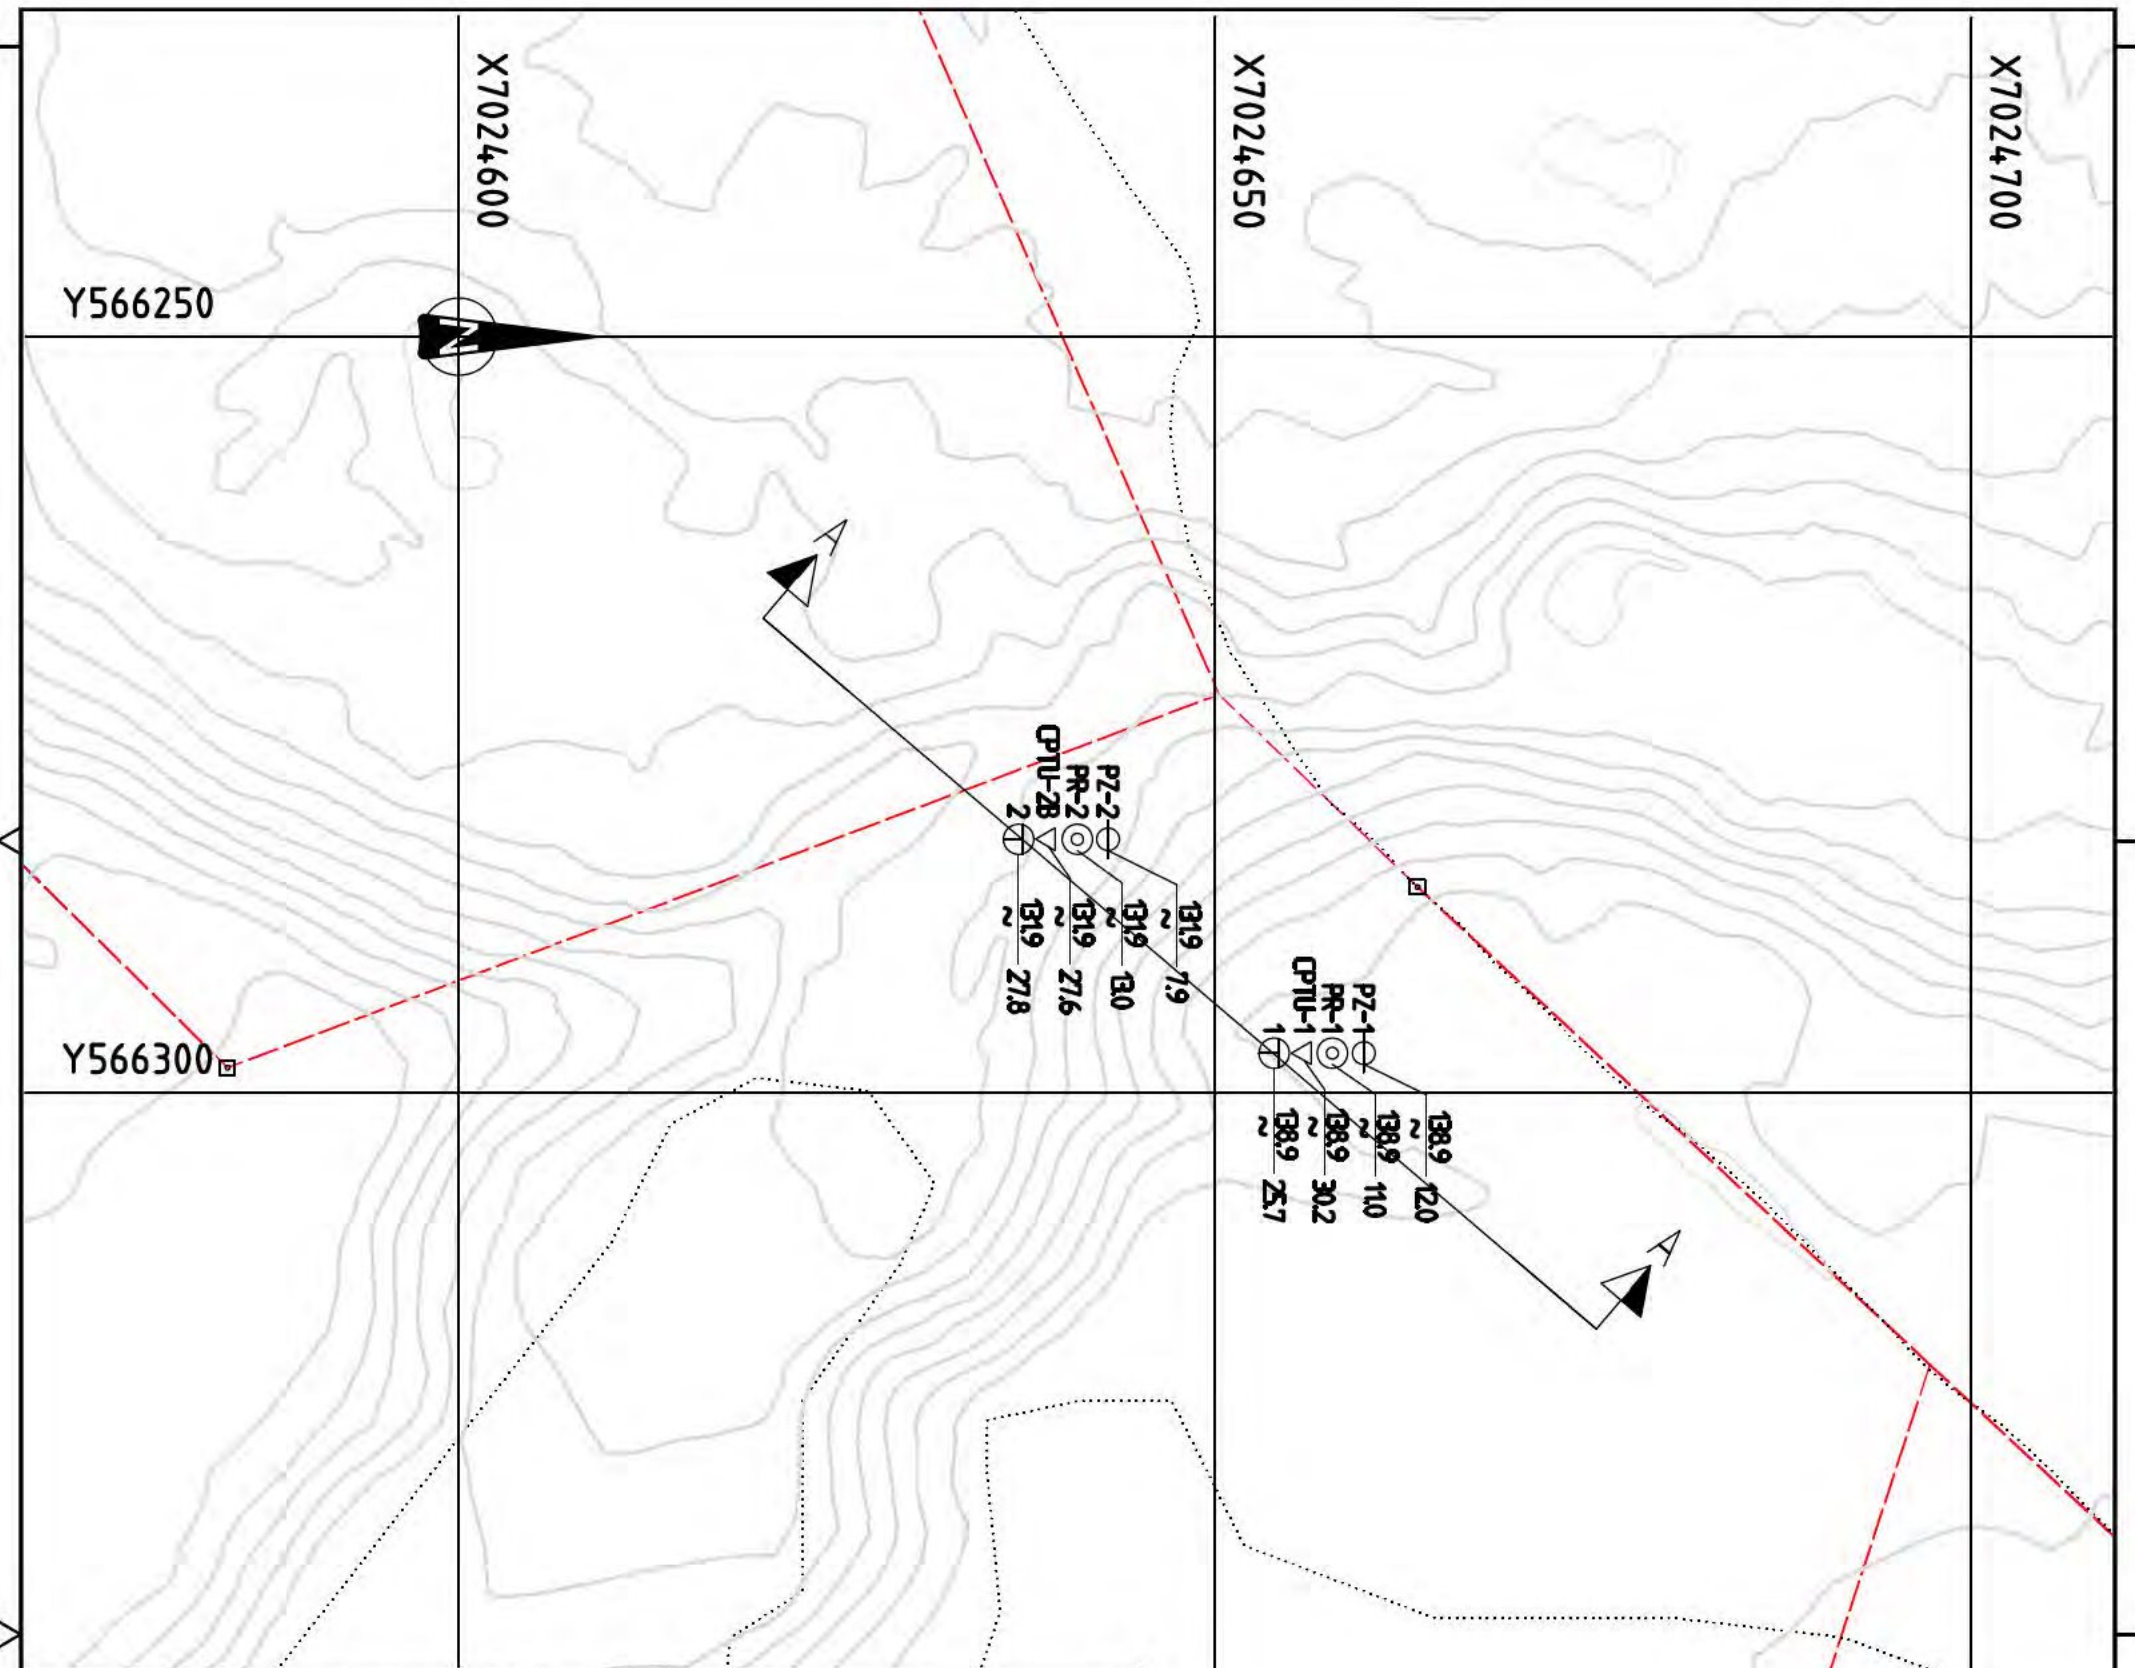 X7024600
X7024650
X7024700
Y566250
N
A
CPTU-2B
PR-2
PZ-2
2
131.9
131.9
131.9
131.9
~
~
~
~
27.8
27.6
13.0
7.9
Y566300
CPTU-1
PR-1
PZ-1
1
138.9
138.9
138.9
138.9
~
~
~
~
25.7
30.2
11.0
12.0
A